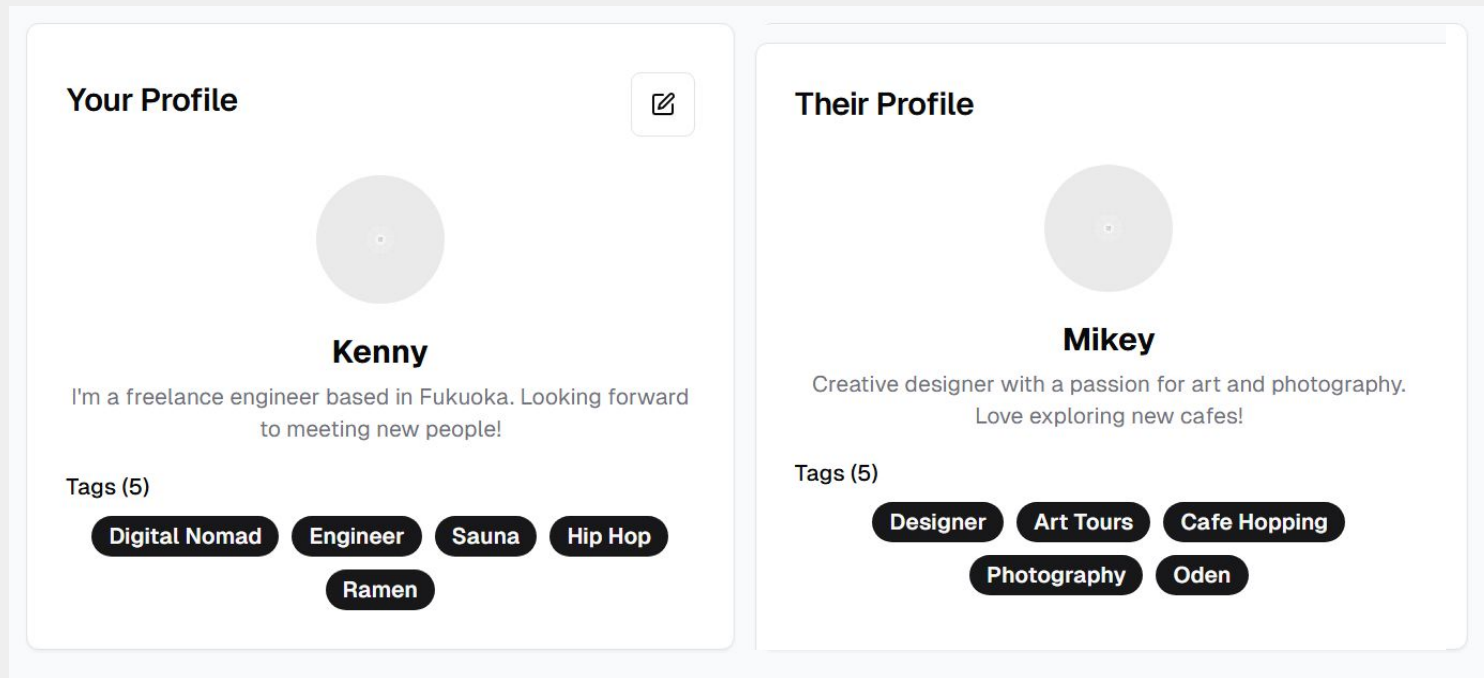 Your Profile
Kenny
I'm a freelance engineer based in Fukuoka. Looking forward
to meeting new people!
Tags (5)
Digital Nomad Engineer Sauna Hip Hop
Ramen
Their Profile
Mikey
Creative designer with a passion for art and photography.
Love exploring new cafes!
Tags (5)
Designer Art Tours Cafe Hopping
Photography Oden